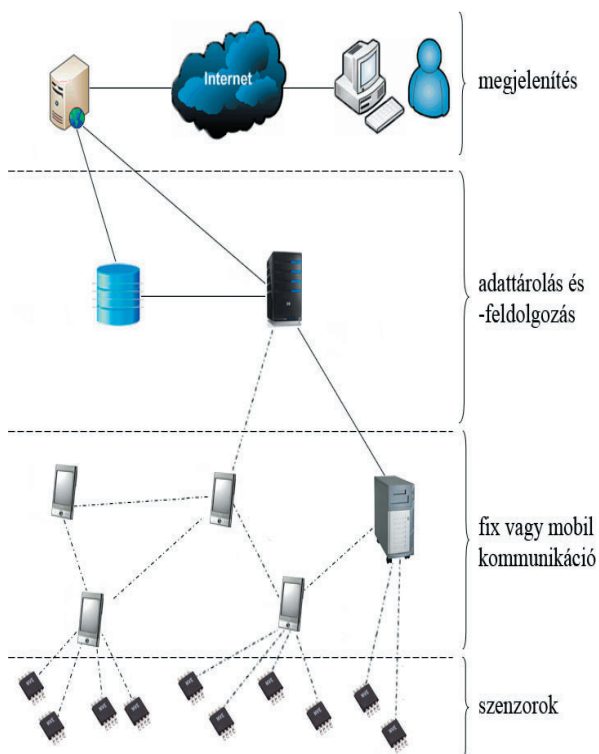 Internet
megjelenítés
adattárolás és
-feldolgozás
fix vagy mobil
kommunikáció
szenzorok